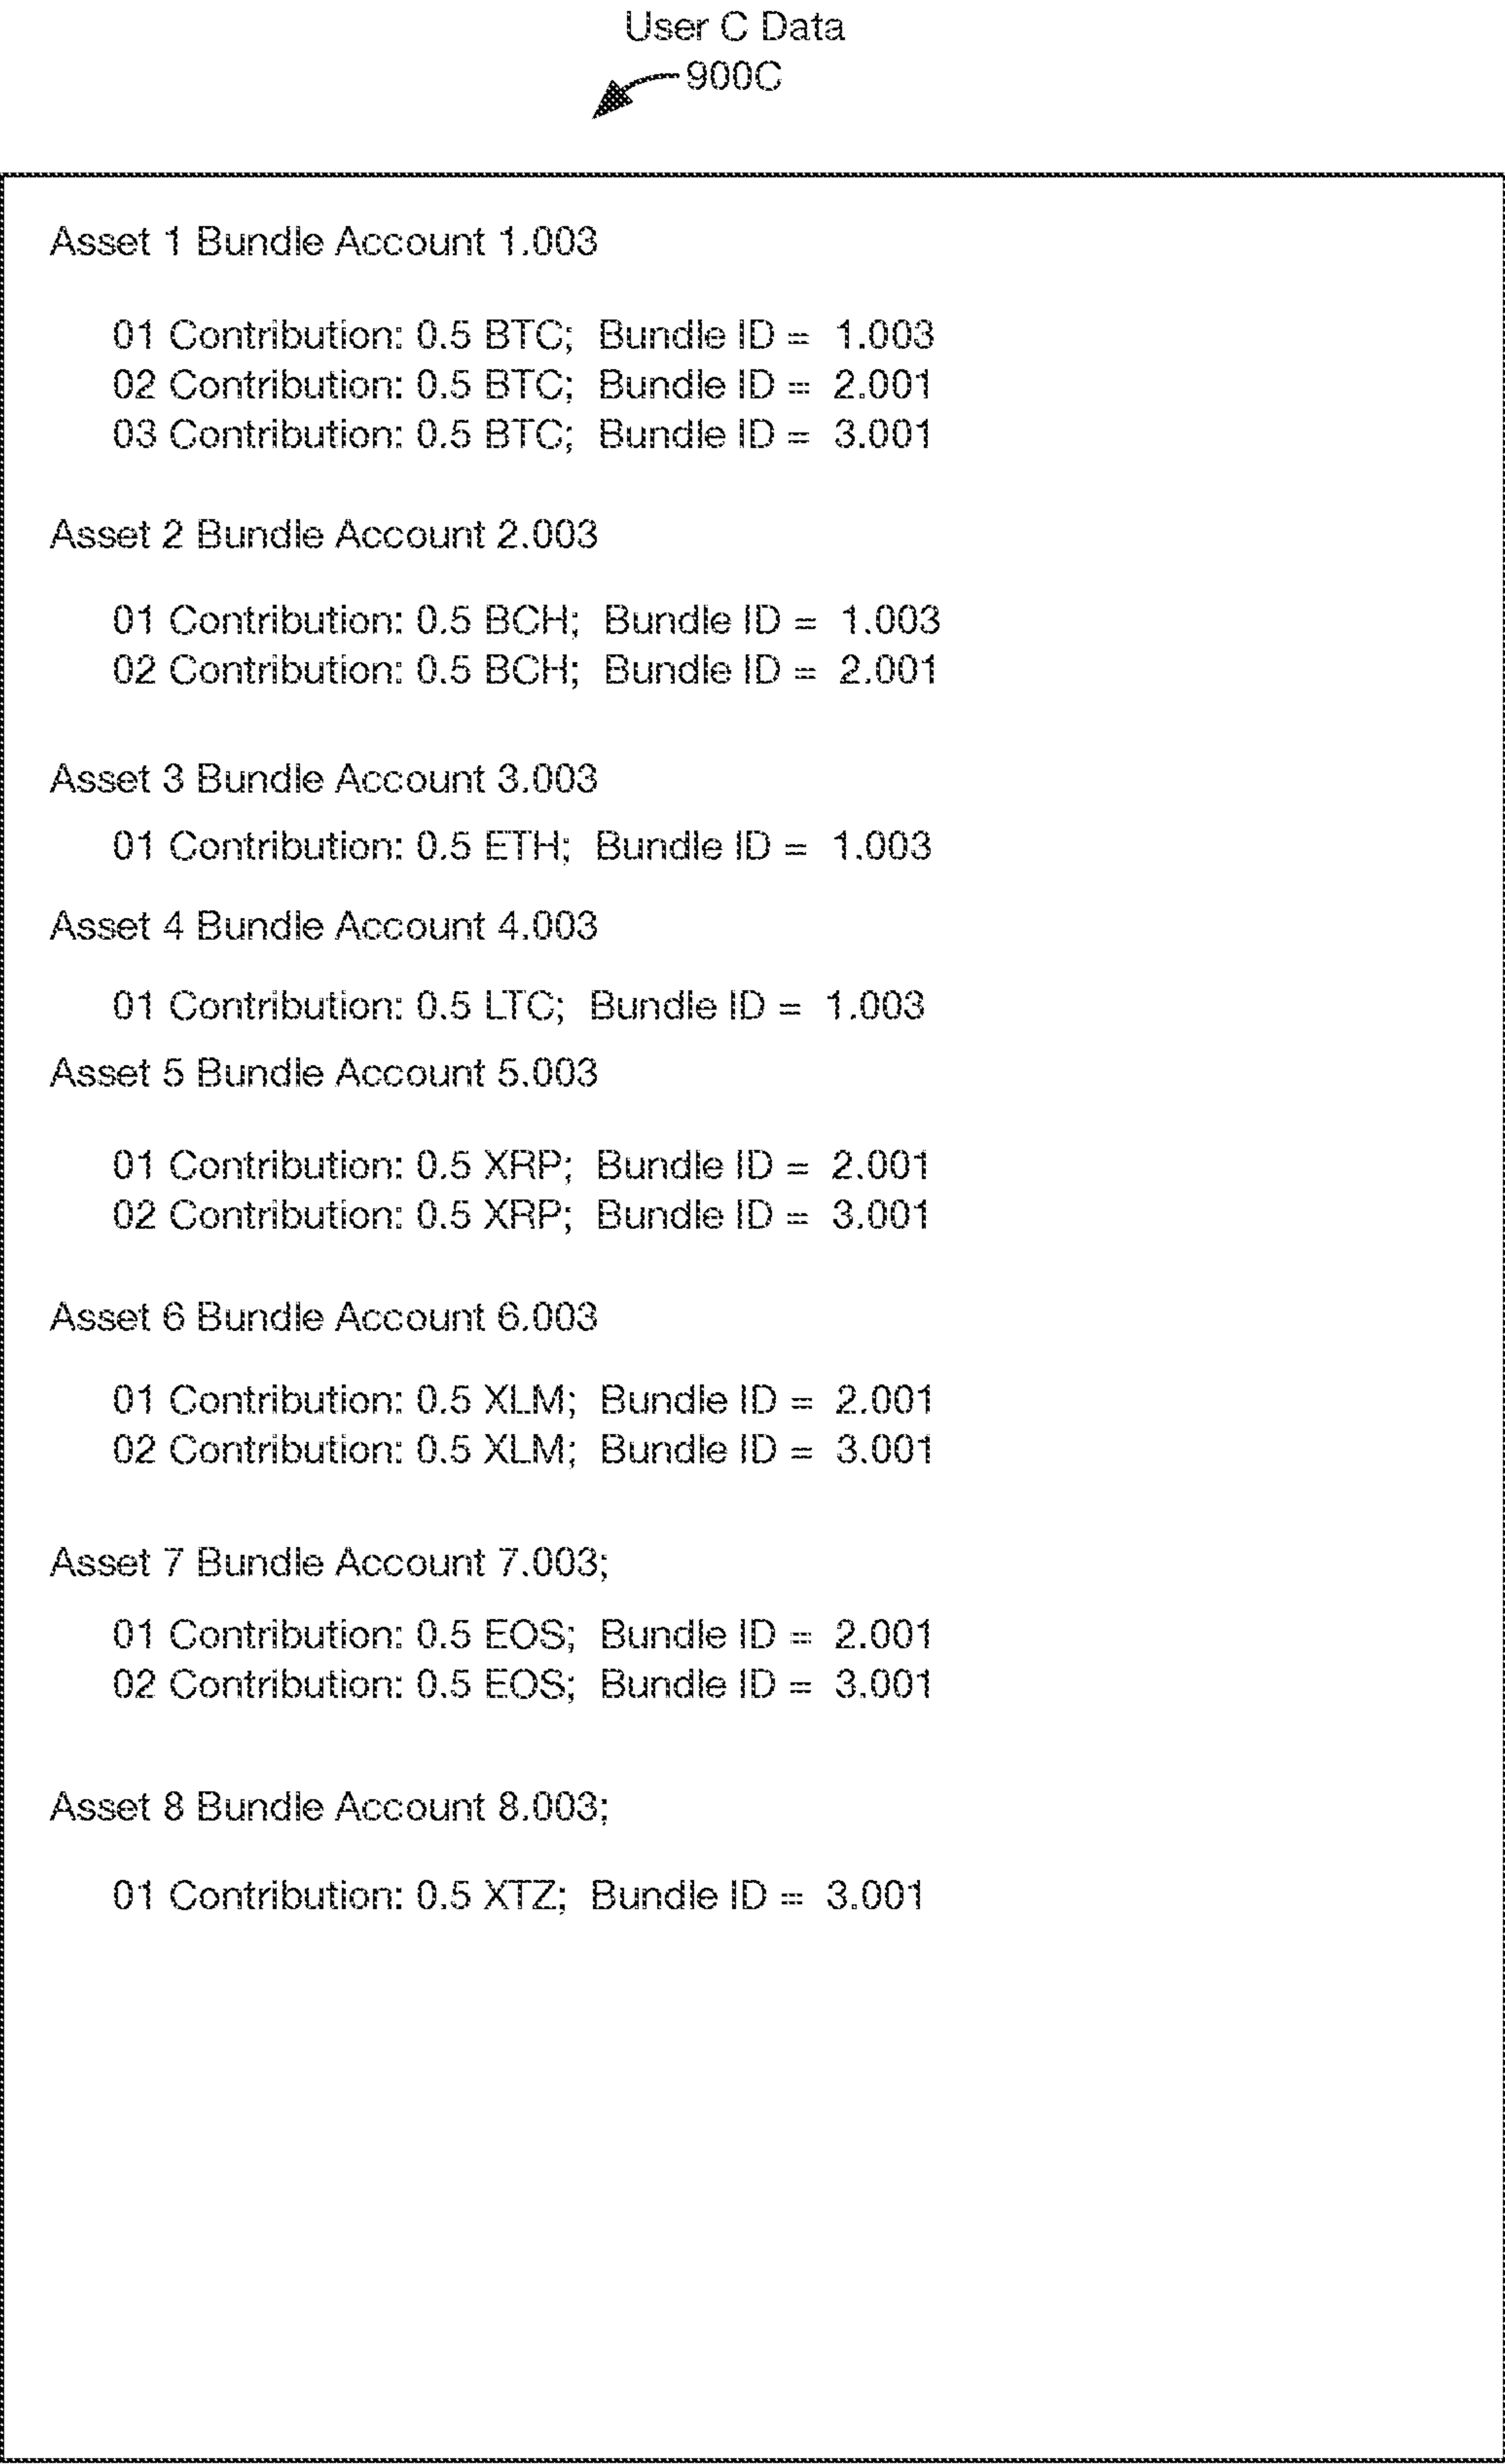 User C Data
900C
Asset 1 Bundle Account 1.003
01 Contribution: 0.5 BTC; Bundle ID = 1.003
02 Contribution: 0.5 BTC; Bundle ID = 2.001
03 Contribution: 0.5 BTC; Bundle ID = 3.001
Asset 2 Bundle Account 2.003
01 Contribution: 0.5 BCH; Bundle ID = 1.003
02 Contribution: 0.5 BCH; Bundle ID = 2.001
Asset 3 Bundle Account 3.003
01 Contribution: 0.5 ETH; Bundle ID = 1.003
Asset 4 Bundle Account 4.003
01 Contribution: 0.5 LTC; Bundle ID = 1.003
Asset 5 Bundle Account 5.003
01 Contribution: 0.5 XRP; Bundle ID = 2.001
02 Contribution: 0.5 XRP; Bundle ID = 3.001
Asset 6 Bundle Account 6.003
01 Contribution: 0.5 XLM; Bundle ID = 2.001
02 Contribution: 0.5 XLM; Bundle ID = 3.001
Asset 7 Bundle Account 7.003;
01 Contribution: 0.5 EOS; Bundle ID = 2.001
02 Contribution: 0.5 EOS; Bundle ID = 3.001
Asset 8 Bundle Account 8.003;
01 Contribution: 0.5 XTZ; Bundle ID = 3.001